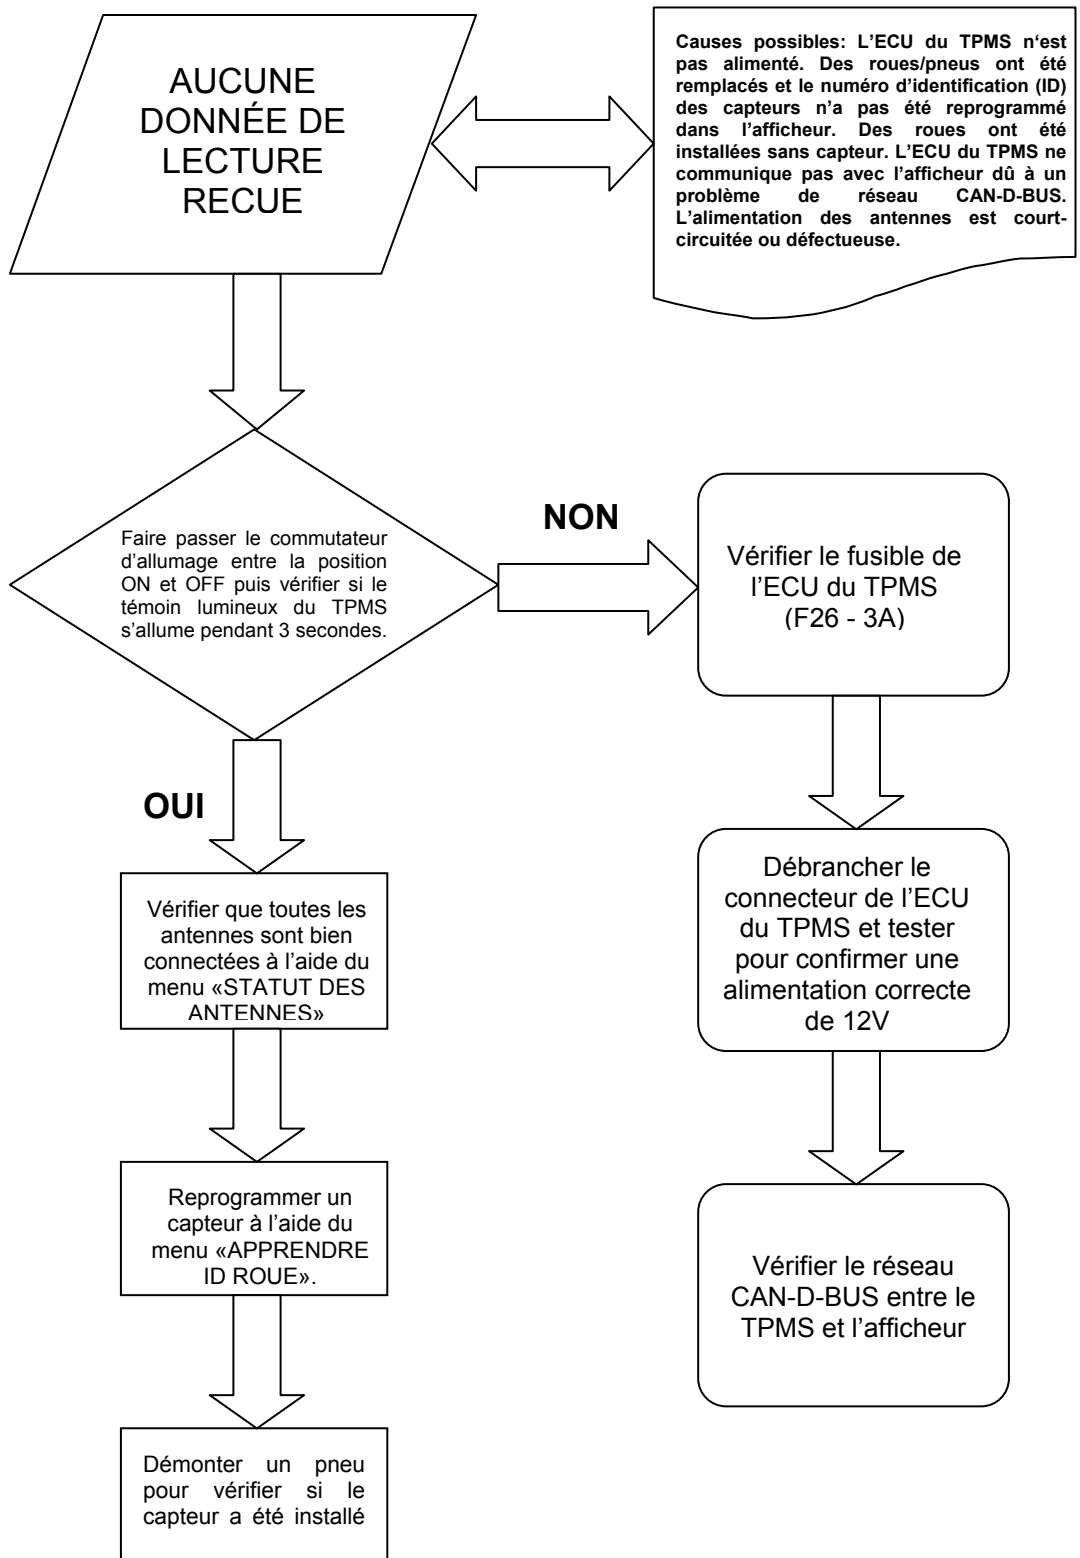 AUCUNE
DONNÉE DE
LECTURE
RECUE
Causes possibles: L'ECU du TPMS n‘est
pas alimenté. Des roues/pneus ont été
remplacés et le numéro d'identification (ID)
des capteurs n'a pas été reprogrammé
dans l'afficheur. Des roues ont été
installées sans capteur. L'ECU du TPMS ne
communique pas avec l'afficheur dû à un
problème de réseau CAN-D-BUS.
L'alimentation des antennes est court-
circuitée ou défectueuse.
Faire passer le commutateur
d'allumage entre la position
ON et OFF puis vérifier si le
témoin lumineux du TPMS
s'allume pendant 3 secondes.
NON
Vérifier le fusible de
l'ECU du TPMS
(F26 - 3A)
OUI
Vérifier que toutes les
antennes sont bien
connectées à l'aide du
menu «STATUT DES
ANTENNES»
Débrancher le
connecteur de l'ECU
du TPMS et tester
pour confirmer une
alimentation correcte
de 12V
Reprogrammer un
capteur à l'aide du
menu «APPRENDRE
ID ROUE».
Vérifier le réseau
CAN-D-BUS entre le
TPMS et l'afficheur
Démonter un pneu
pour vérifier si le
capteur a été installé